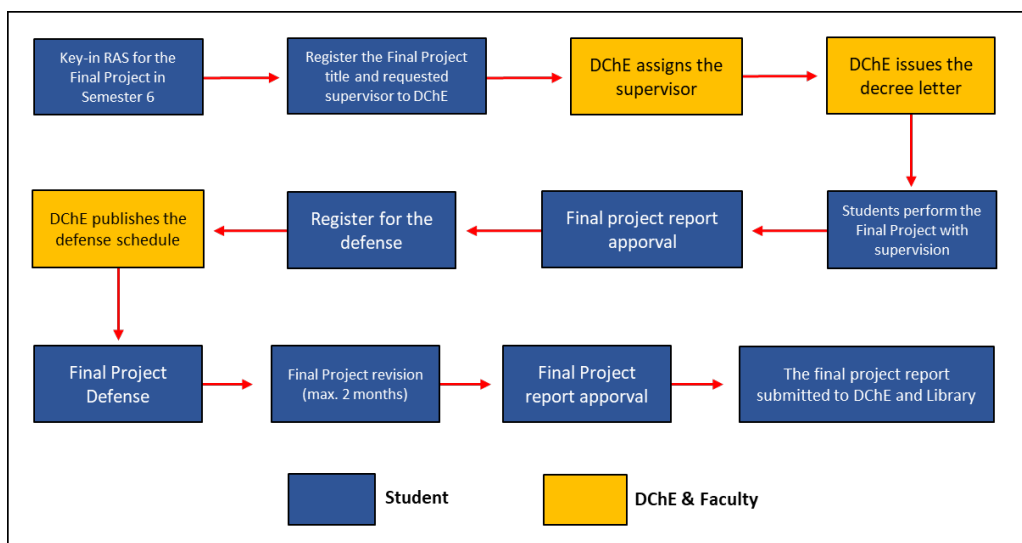 Key-in RAS for the
Final Project in
Semester 6
Register the Final Project
title and requested
supervisor to DChE
DChE assigns the
supervisor
DChE issues the
decree letter
Students perform the
Final Project with
supervision
Final project report
apporval
Register for the
defense
DChE publishes the
defense schedule
Final Project
Defense
Final Project revision
(max. 2 months)
Final Project
report apporval
The final project report
submitted to DChE and Library
Student
DChE & Faculty